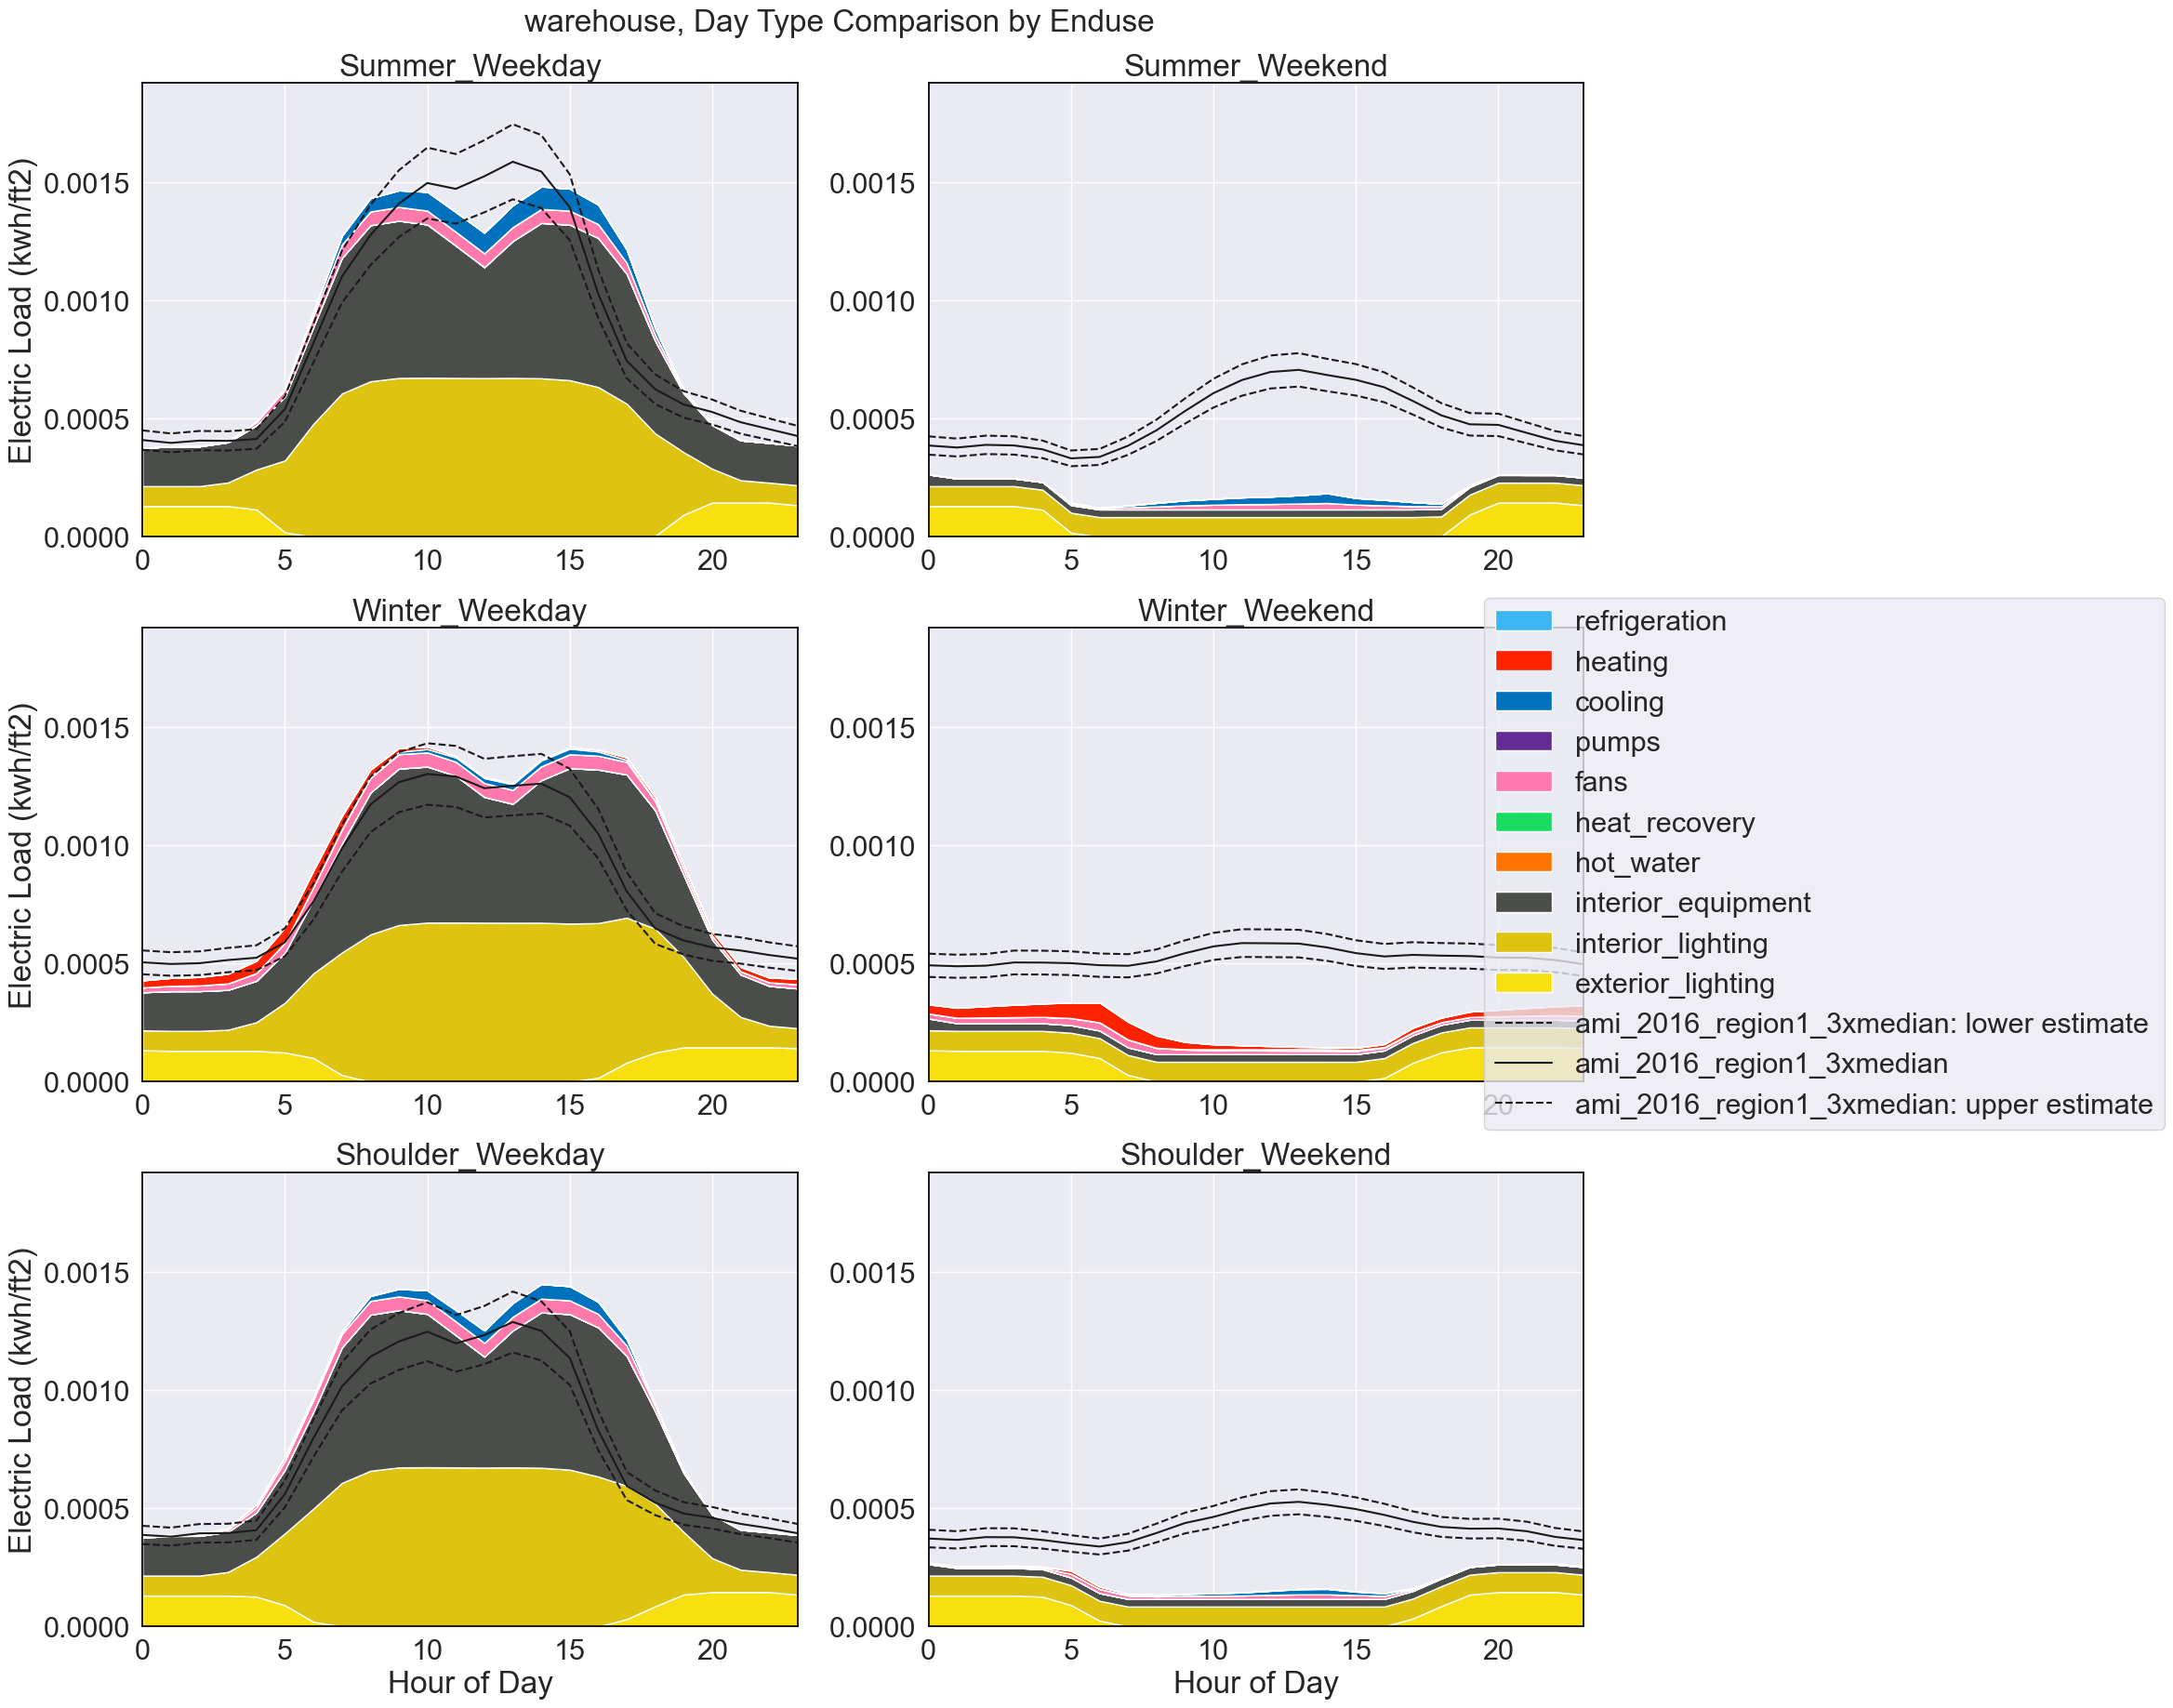 warehouse, Day Type Comparison by Enduse
Summer_Weekday
Summer_Weekend
Electric Load (kwh/ft2)
0.0015
0.0010
0.0005
0.0000
0 5 10 15 20
0.0015
0.0010
0.0005
0.0000
0 5 10 15 20
Winter_Weekday
Winter_Weekend
Electric Load (kwh/ft2)
0.0015
0.0010
0.0005
0.0000
0 5 10 15 20
0.0015
0.0010
0.0005
0.0000
0 5 10 15 20
refrigeration
heating
cooling
pumps
fans
heat_recovery
hot_water
interior_equipment
interior_lighting
exterior_lighting
ami_2016_region1_3xmedian: lower estimate
ami_2016_region1_3xmedian
ami_2016_region1_3xmedian: upper estimate
Shoulder_Weekday
Shoulder_Weekend
Electric Load (kwh/ft2)
0.0015
0.0010
0.0005
0.0000
0 5 10 15 20
Hour of Day
0.0015
0.0010
0.0005
0.0000
0 5 10 15 20
Hour of Day